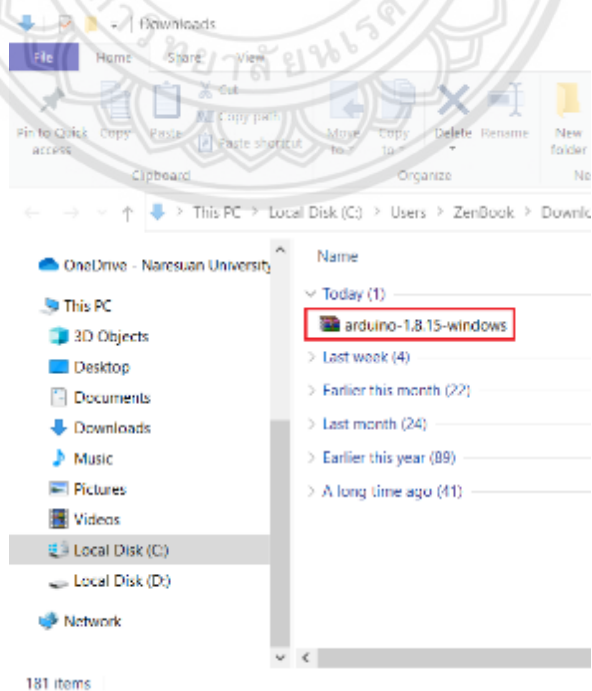 Downloads
File Home Share View
Pin to Quick access
Copy
Paste
Cut
Copy path
Paste shortcut
Move to
Copy to
Delete
Rename
New folder
Clipboard
Organize
Ne
This PC > Local Disk (C:) > Users > ZenBook > Downlo
OneDrive - Naresuan University
This PC
3D Objects
Desktop
Documents
Downloads
Music
Pictures
Videos
Local Disk (C:)
Local Disk (D:)
Network
Name
Today (1)
arduino-1.8.15-windows
Last week (4)
Earlier this month (22)
Last month (24)
Earlier this year (89)
A long time ago (41)
181 items